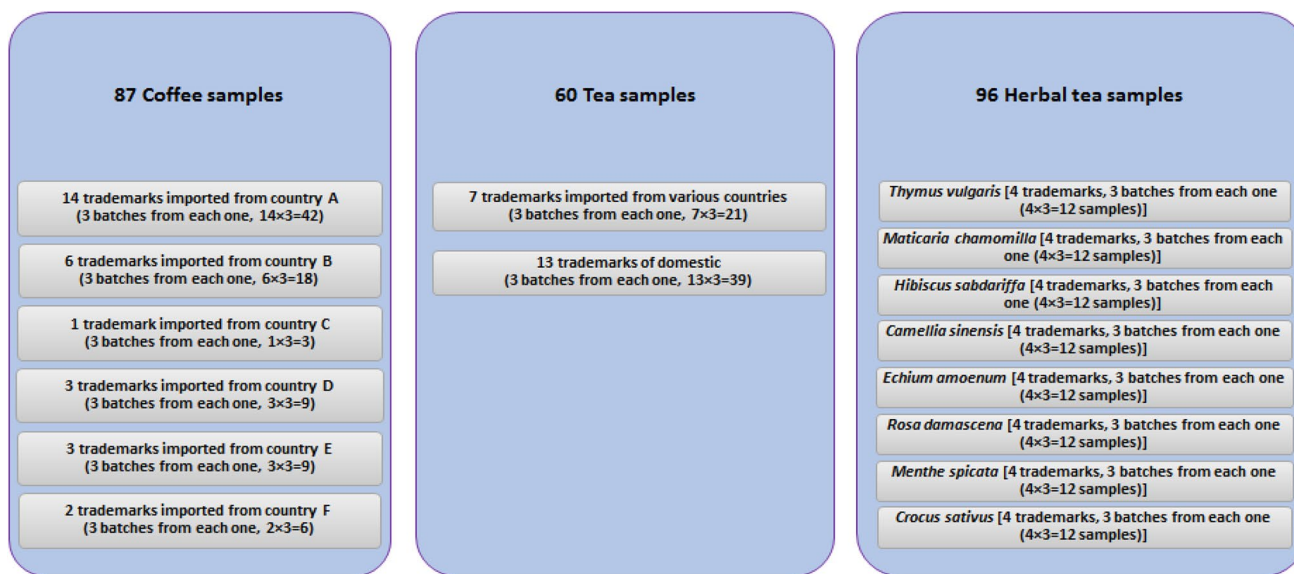 87 Coffee samples
14 trademarks imported from country A
(3 batches from each one, 14×3=42)
6 trademarks imported from country B
(3 batches from each one, 6×3=18)
1 trademark imported from country C
(3 batches from each one, 1×3=3)
3 trademarks imported from country D
(3 batches from each one, 3×3=9)
3 trademarks imported from country E
(3 batches from each one, 3×3=9)
2 trademarks imported from country F
(3 batches from each one, 2×3=6)
60 Tea samples
7 trademarks imported from various countries
(3 batches from each one, 7×3=21)
13 trademarks of domestic
(3 batches from each one, 13×3=39)
96 Herbal tea samples
Thymus vulgaris [4 trademarks, 3 batches from each one
(4×3=12 samples)]
Maticaria chamomilla [4 trademarks, 3 batches from each
one (4×3=12 samples)]
Hibiscus sabdariffa [4 trademarks, 3 batches from each
one (4×3=12 samples)]
Camellia sinensis [4 trademarks, 3 batches from each one
(4×3=12 samples)]
Echium amoenum [4 trademarks, 3 batches from each one
(4×3=12 samples)]
Rosa damascena [4 trademarks, 3 batches from each one
(4×3=12 samples)]
Menthe spicata [4 trademarks, 3 batches from each one
(4×3=12 samples)]
Crocus sativus [4 trademarks, 3 batches from each one
(4×3=12 samples)]